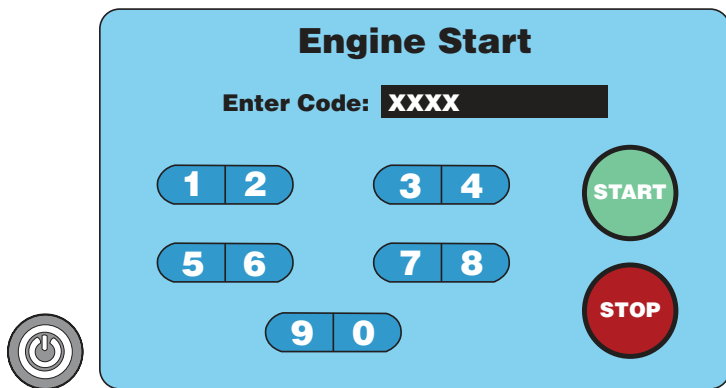 Engine Start
Enter Code: XXXX
1 2 3 4
START
5 6 7 8
STOP
9 0